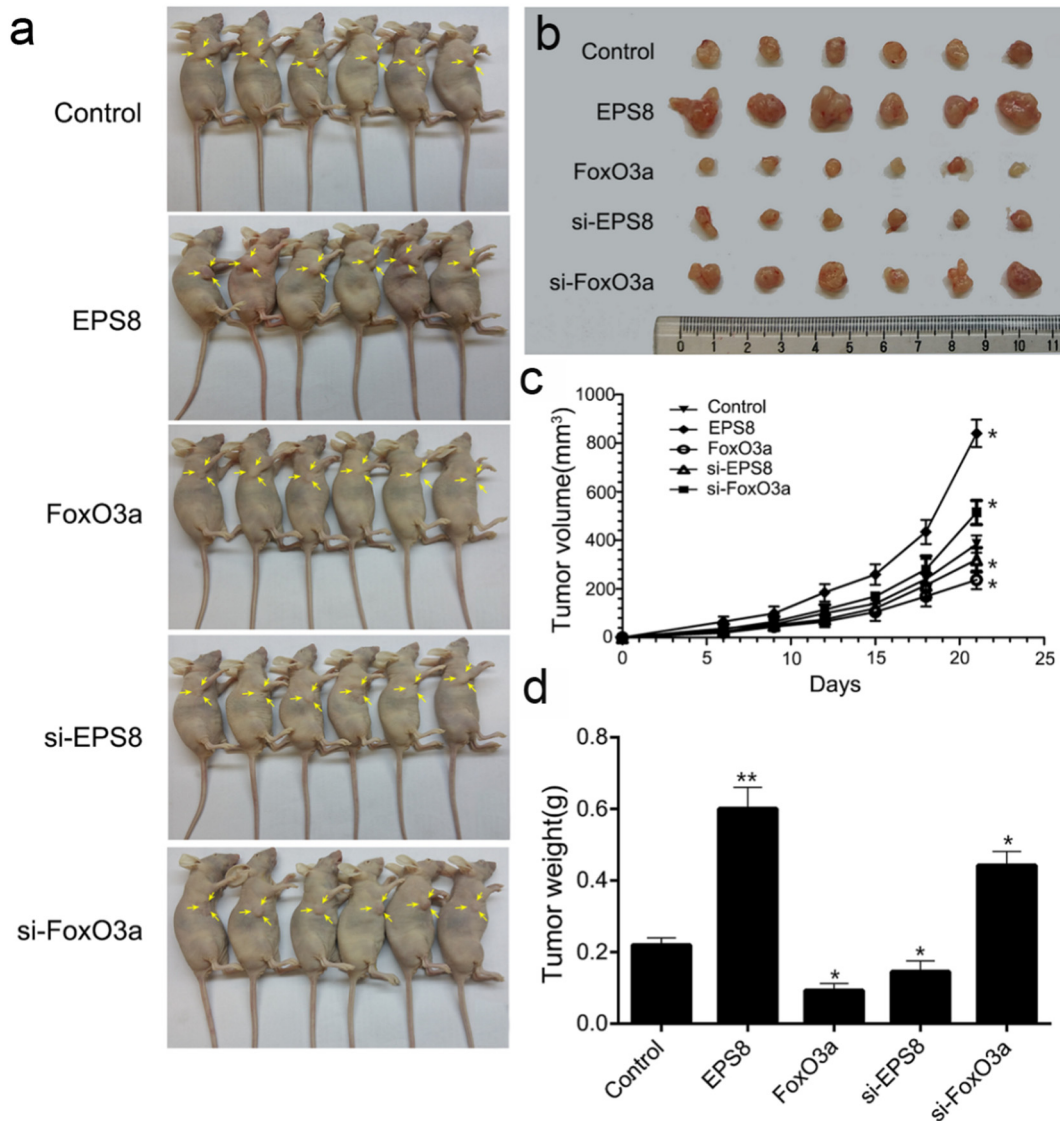 a
Control
EPS8
FoxO3a
si-EPS8
si-FoxO3a
b
Control
EPS8
FoxO3a
si-EPS8
si-FoxO3a
0 1 2 3 4 5 6 7 8 9 10 11
c
Tumor volume(mm³)
1000
800
600
400
200
0
Control
EPS8
FoxO3a
si-EPS8
si-FoxO3a
*
*
*
*
0 5 10 15 20 25
Days
d
Tumor weight(g)
0.8
0.6
0.4
0.2
0.0
**
*
*
*
Control
EPS8
FoxO3a
si-EPS8
si-FoxO3a